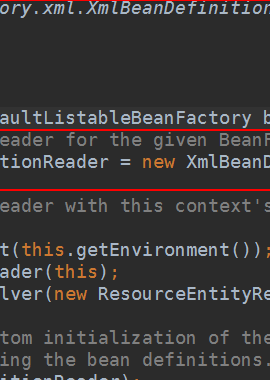 ory.xml.XmlBeanDefinition
aultListableBeanFactory b
eader for the given BeanF
tionReader = new XmlBeanD
eader with this context's
t(this.getEnvironment());
ader(this);
lver(new ResourceEntityRe
tom initialization of the
ing the bean definitions.
itionReader);